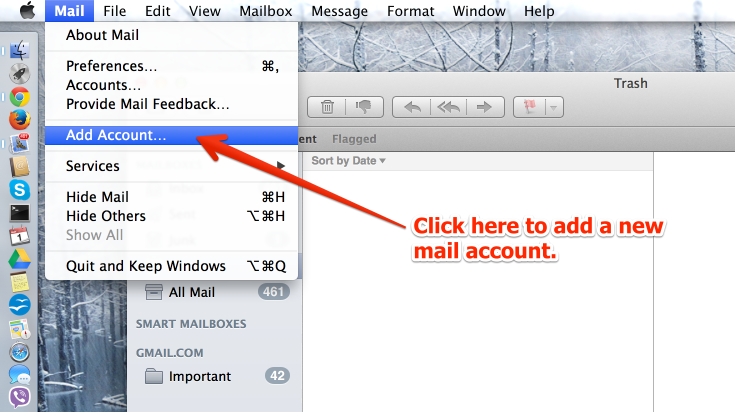 Mail File Edit View Mailbox Message Format Window Help
About Mail
Preferences... ⌘,
Accounts...
Provide Mail Feedback...
Add Account...
Services
Hide Mail ⌘H
Hide Others ⌥⌘H
Show All
Quit and Keep Windows ⌥⌘Q
Trash
Flagged
Sort by Date
Click here to add a new
mail account.
All Mail 461
SMART MAILBOXES
GMAIL.COM
Important 42